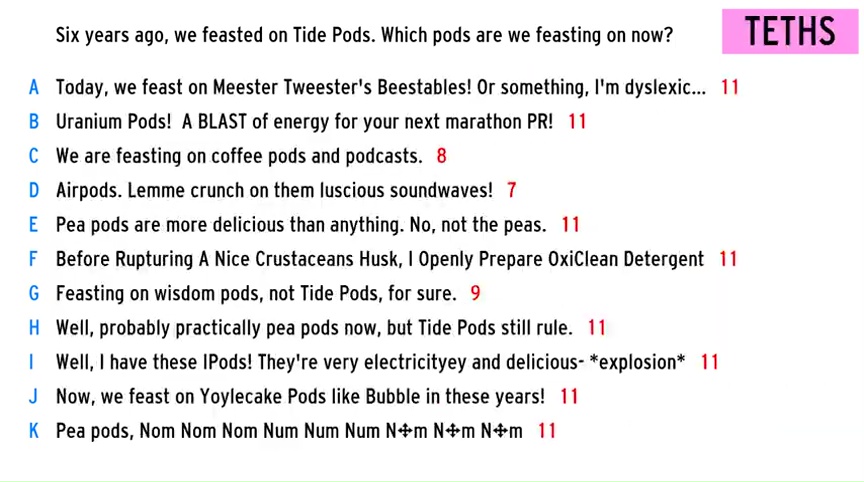 Six years ago, we feasted on Tide Pods. Which pods are we feasting on now?
TETHS
A Today, we feast on Meester Tweester's Beestables! Or something, I'm dyslexic... 11
B Uranium Pods! A BLAST of energy for your next marathon PR! 11
C We are feasting on coffee pods and podcasts. 8
D Airpods. Lemme crunch on them luscious soundwaves! 7
E Pea pods are more delicious than anything. No, not the peas. 11
F Before Rupturing A Nice Crustaceans Husk, I Openly Prepare OxiClean Detergent 11
G Feasting on wisdom pods, not Tide Pods, for sure. 9
H Well, probably practically pea pods now, but Tide Pods still rule. 11
I Well, I have these IPods! They're very electricityey and delicious- *explosion* 11
J Now, we feast on Yoylecake Pods like Bubble in these years! 11
K Pea pods, Nom Nom Nom Num Num Num N✢m N✢m N✢m 11